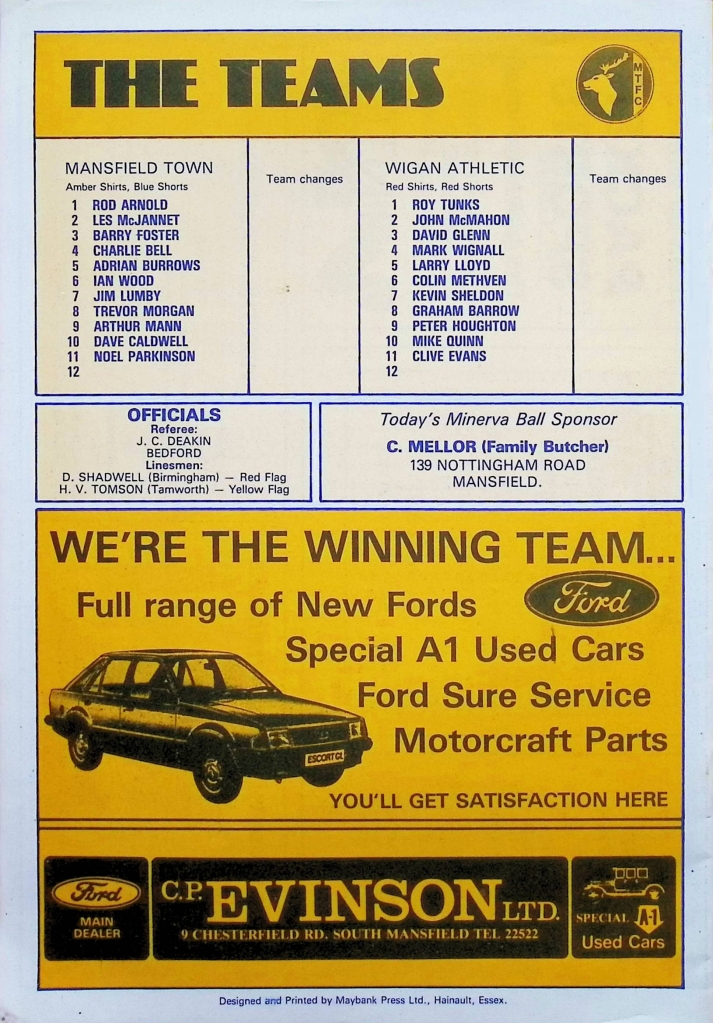 THE TEAMS
MTFC
MANSFIELD TOWN
Amber Shirts, Blue Shorts
1 ROD ARNOLD
2 LES McJANNET
3 BARRY FOSTER
4 CHARLIE BELL
5 ADRIAN BURROWS
6 IAN WOOD
7 JIM LUMBY
8 TREVOR MORGAN
9 ARTHUR MANN
10 DAVE CALDWELL
11 NOEL PARKINSON
12
Team changes
WIGAN ATHLETIC
Red Shirts, Red Shorts
1 ROY TUNKS
2 JOHN McMAHON
3 DAVID GLENN
4 MARK WIGNALL
5 LARRY LLOYD
6 COLIN METHVEN
7 KEVIN SHELDON
8 GRAHAM BARROW
9 PETER HOUGHTON
10 MIKE QUINN
11 CLIVE EVANS
12
Team changes
OFFICIALS
Referee:
J. C. DEAKIN
BEDFORD
Linesmen:
D. SHADWELL (Birmingham) — Red Flag
H. V. TOMSON (Tamworth) — Yellow Flag
Today's Minerva Ball Sponsor
C. MELLOR (Family Butcher)
139 NOTTINGHAM ROAD
MANSFIELD.
WE'RE THE WINNING TEAM...
Full range of New Fords
Ford
Special A1 Used Cars
Ford Sure Service
Motorcraft Parts
ESCORT GL
YOU'LL GET SATISFACTION HERE
Ford
MAIN
DEALER
C.P. EVINSON LTD.
9 CHESTERFIELD RD. SOUTH MANSFIELD TEL 22522
SPECIAL A-1
Used Cars
Designed and Printed by Maybank Press Ltd., Hainault, Essex.